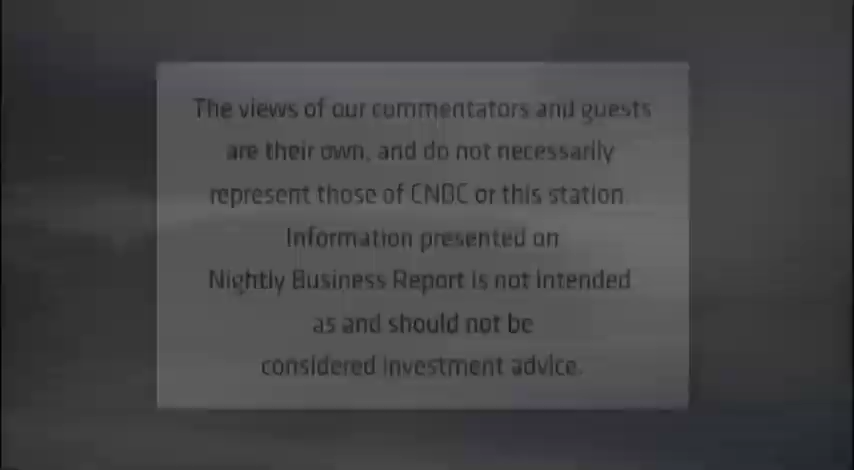 The views of our commentators and guests
are their own, and do not necessarily
represent those of CNBC or this station.
Information presented on
Nightly Business Report is not intended
as and should not be
considered investment advice.